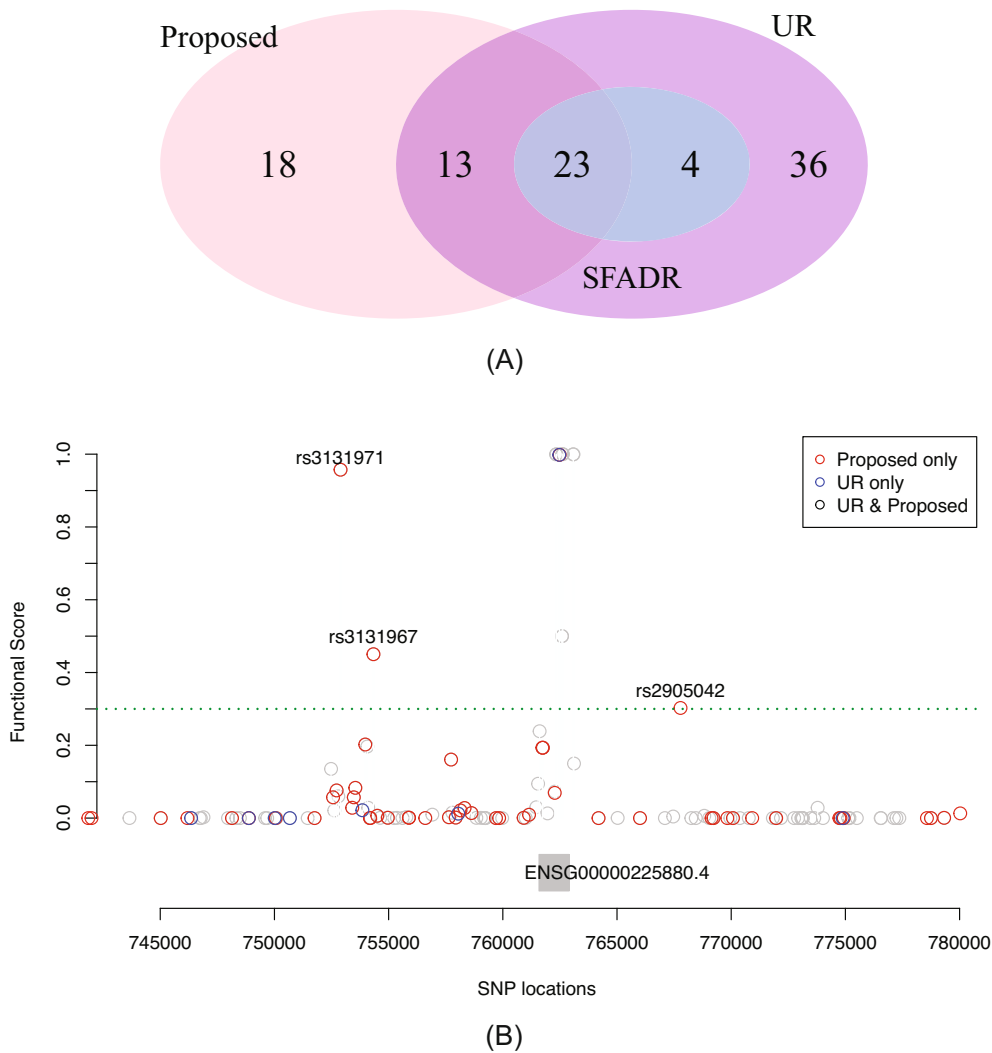 Proposed
UR
18
13
23
4
36
SFADR
(A)
Functional Score
1.0
0.8
0.6
0.4
0.2
0.0
rs3131971
rs3131967
rs2905042
Proposed only
UR only
UR & Proposed
ENSG00000225880.4
745000
750000
755000
760000
765000
770000
775000
780000
SNP locations
(B)